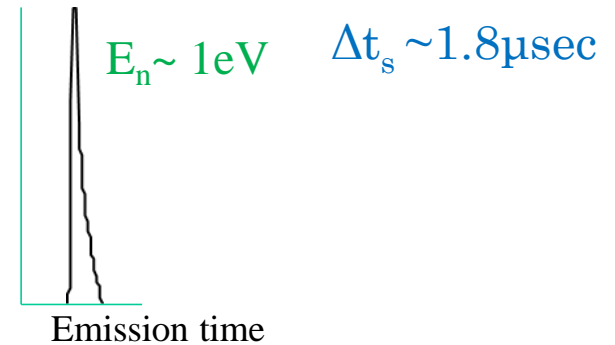 Eₙ~ 1eV
Δtₛ ~1.8μsec
Emission time